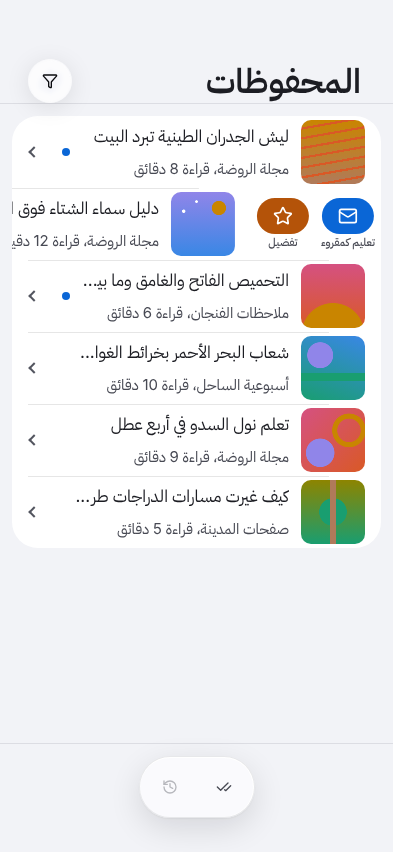 المحفوظات
ليش الجدران الطينية تبرد البيت
مجلة الروضة، قراءة 8 دقائق
تعليم كمقروء
تفضيل
دليل سماء الشتاء فوق
مجلة الروضة، قراءة 12
التحميص الفاتح والغامق وما بيـ...
ملاحظات الفنجان، قراءة 6 دقائق
شعاب البحر الأحمر بخرائط الغوا...
أسبوعية الساحل، قراءة 10 دقائق
تعلم نول السدو في أربع عطل
مجلة الروضة، قراءة 9 دقائق
كيف غيرت مسارات الدراجات طر...
صفحات المدينة، قراءة 5 دقائق